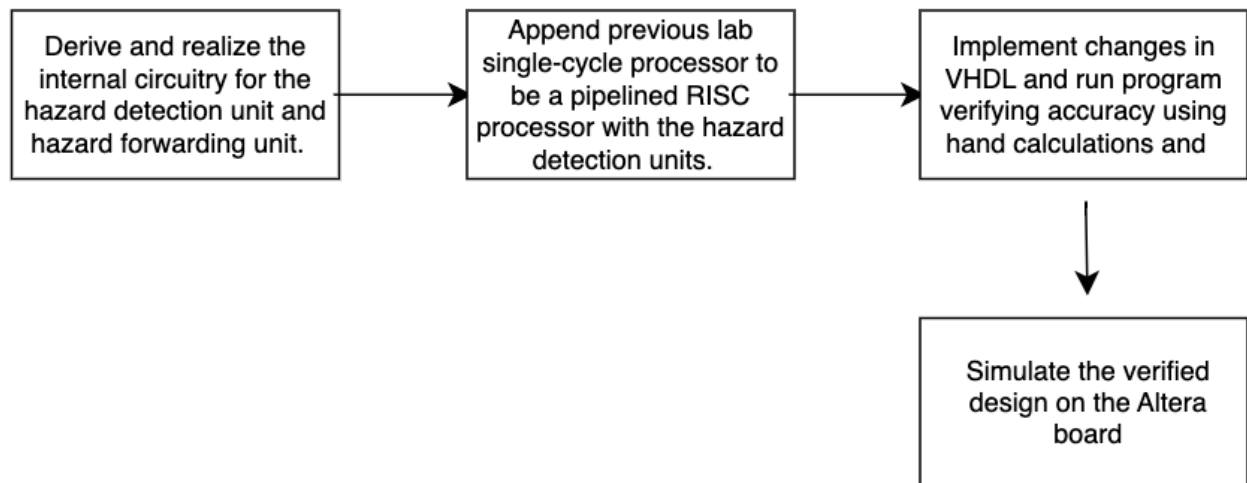 Derive and realize the
internal circuitry for the
hazard detection unit and
hazard forwarding unit.
Append previous lab
single-cycle processor to
be a pipelined RISC
processor with the hazard
detection units.
Implement changes in
VHDL and run program
verifying accuracy using
hand calculations and
Simulate the verified
design on the Altera
board